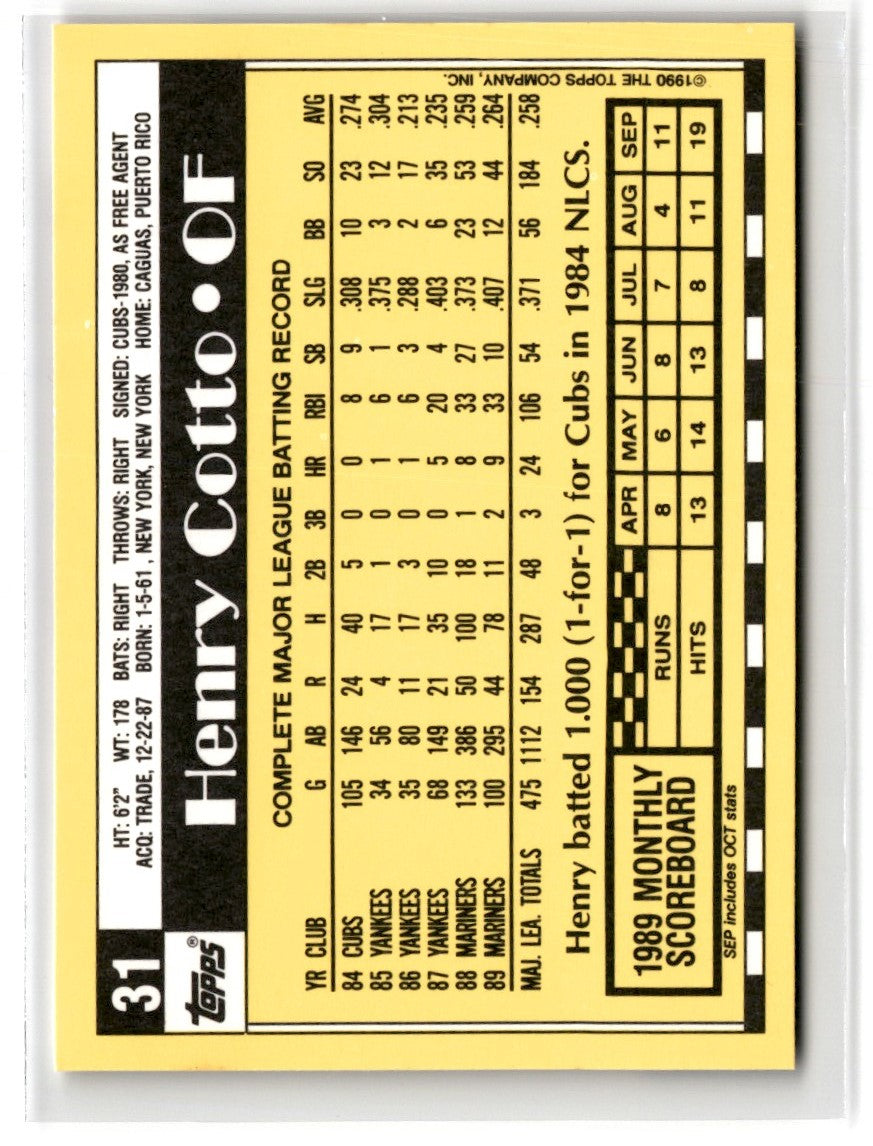 31
HT: 6'2" WT: 178 BATS: RIGHT THROWS: RIGHT SIGNED: CUBS-1980, AS FREE AGENT
ACQ: TRADE, 12-22-87 BORN: 1-5-61 , NEW YORK, NEW YORK HOME: CAGUAS, PUERTO RICO
topps®
Henry Cotto • OF
COMPLETE MAJOR LEAGUE BATTING RECORD
YR CLUB G AB R H 2B 3B HR RBI SB SLG BB SO AVG
84 CUBS 105 146 24 40 5 0 0 8 9 .308 10 23 .274
85 YANKEES 34 56 4 17 1 0 1 6 1 .375 3 12 .304
86 YANKEES 35 80 11 17 3 0 1 6 3 .288 2 17 .213
87 YANKEES 68 149 21 35 10 0 5 20 4 .403 6 35 .235
88 MARINERS 133 386 50 100 18 1 8 33 27 .373 23 53 .259
89 MARINERS 100 295 44 78 11 2 9 33 10 .407 12 44 .264
MAJ. LEA. TOTALS 475 1112 154 287 48 3 24 106 54 .371 56 184 .258
Henry batted 1.000 (1-for-1) for Cubs in 1984 NLCS.
1989 MONTHLY
SCOREBOARD
APR MAY JUN JUL AUG SEP
RUNS 8 6 8 7 4 11
HITS 13 14 13 8 11 19
SEP includes OCT stats
©1990 THE TOPPS COMPANY, INC.